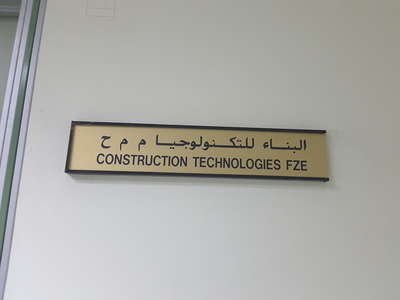 البناء للتكنولوجيا م م ح
CONSTRUCTION TECHNOLOGIES FZE